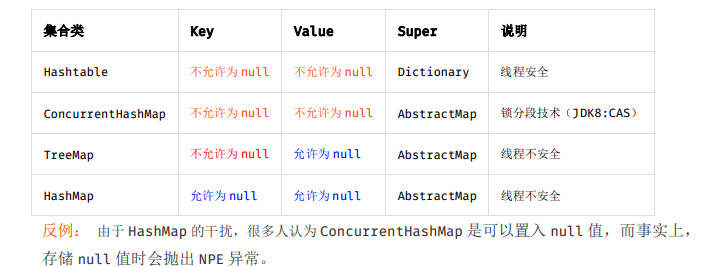 集合类 Key Value Super 说明
Hashtable 不允许为 null 不允许为 null Dictionary 线程安全
ConcurrentHashMap 不允许为 null 不允许为 null AbstractMap 锁分段技术（JDK8:CAS）
TreeMap 不允许为 null 允许为 null AbstractMap 线程不安全
HashMap 允许为 null 允许为 null AbstractMap 线程不安全
反例： 由于 HashMap 的干扰，很多人认为 ConcurrentHashMap 是可以置入 null 值，而事实上，
存储 null 值时会抛出 NPE 异常。